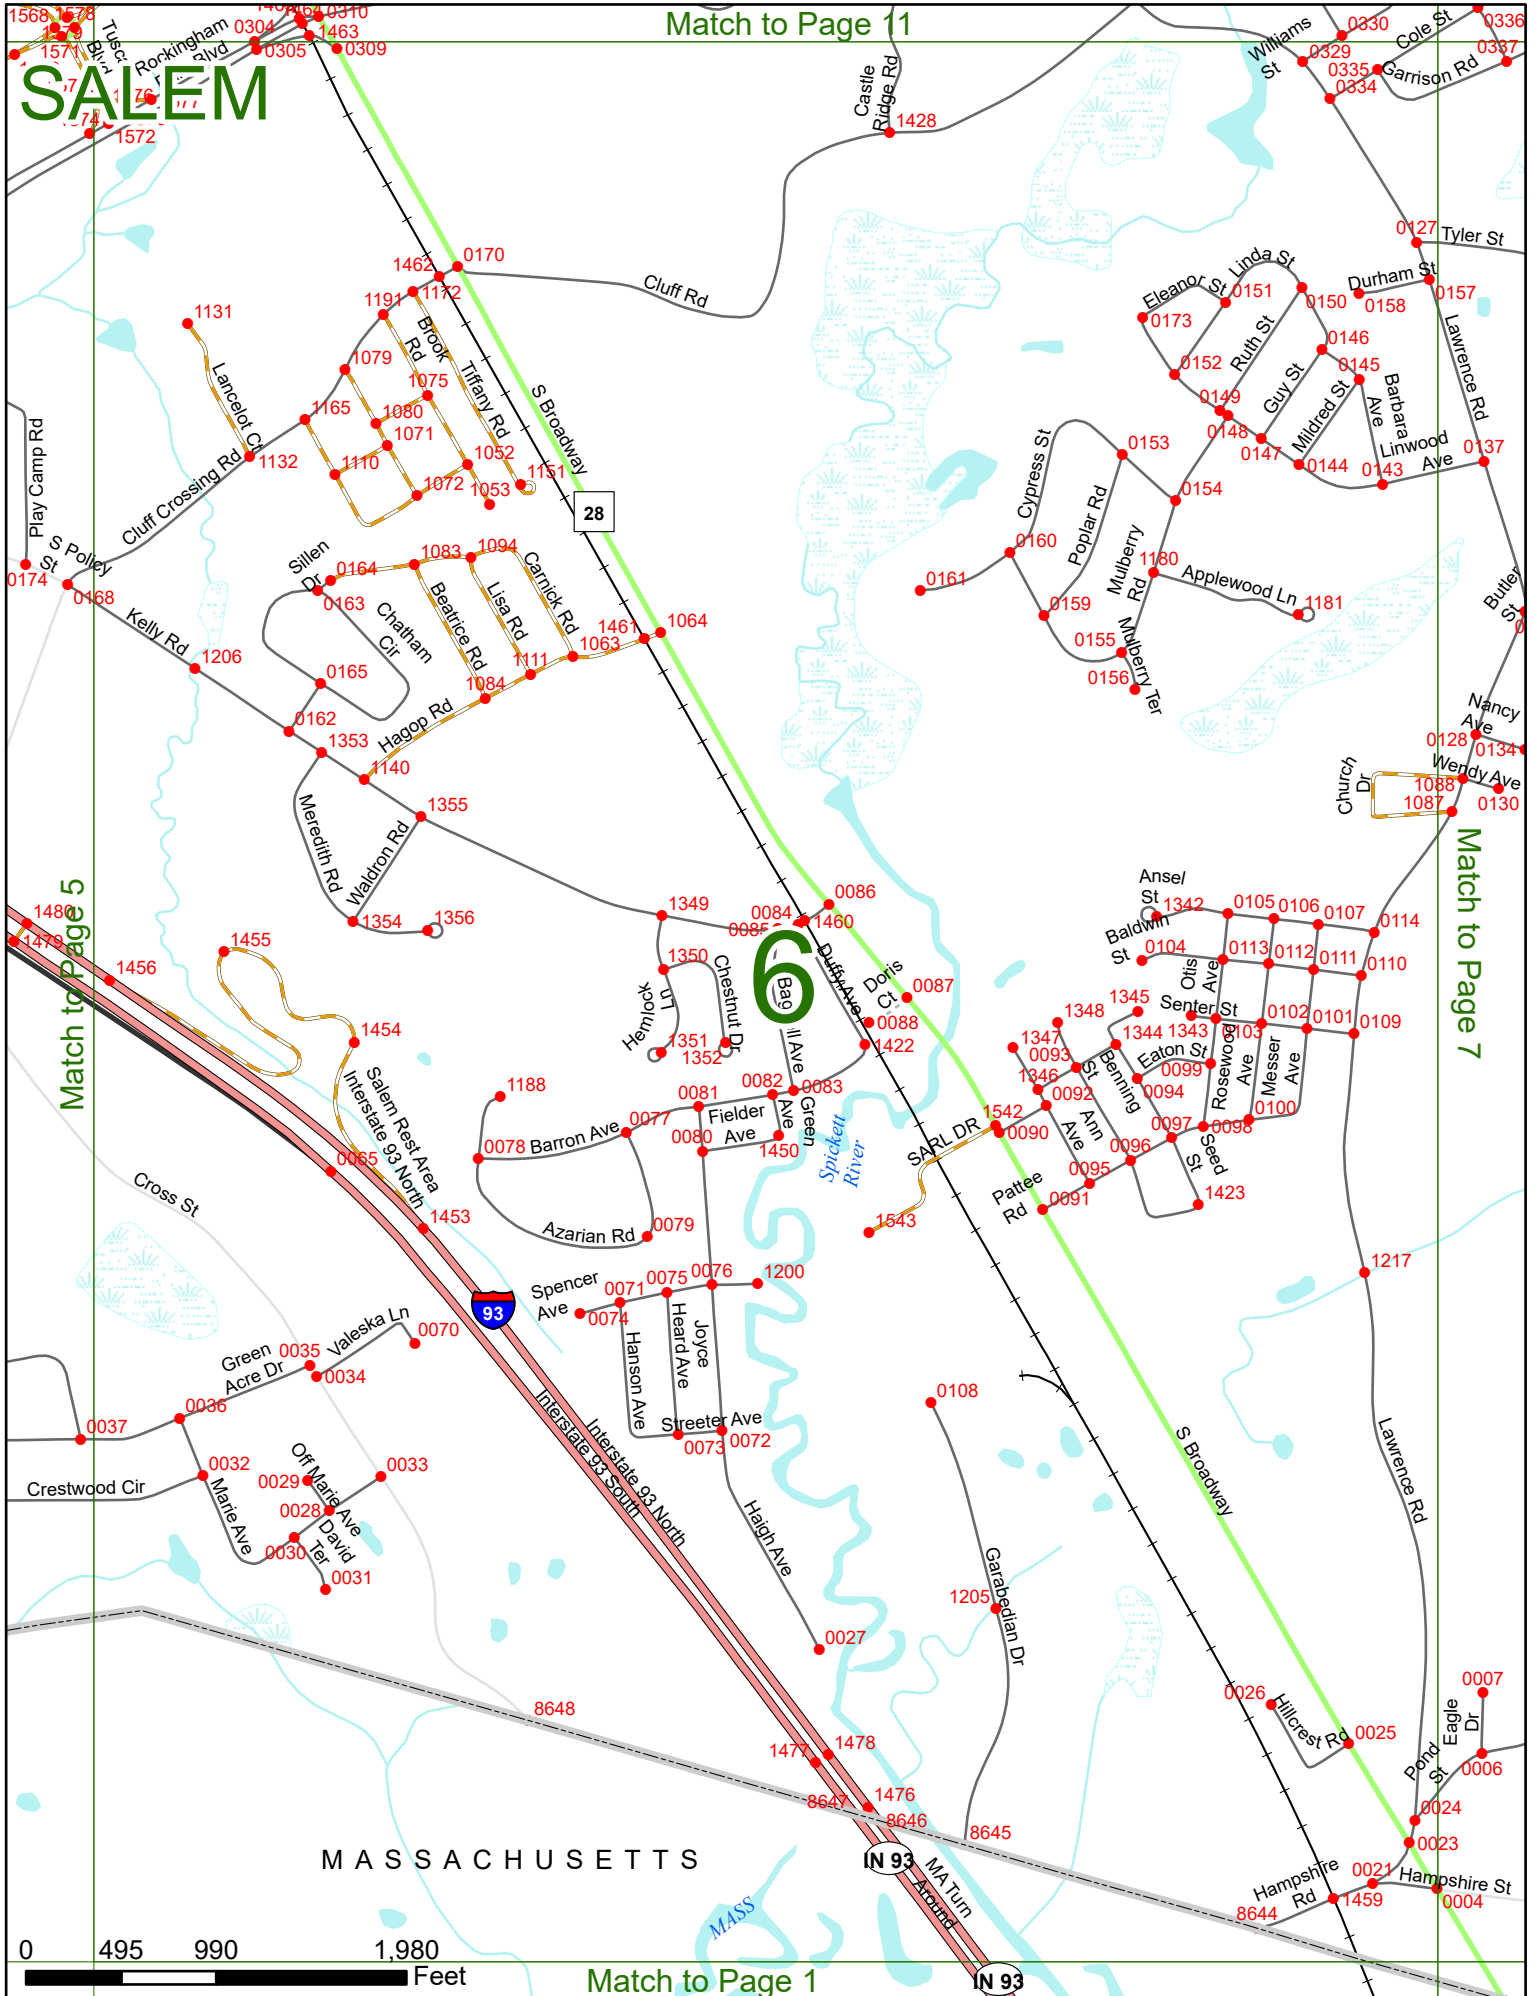 Match to Page 11
SALEM
1568
1578
1571
1572
Rockingham
Blvd
0304
0305
0310
1463
0309
Castle
Ridge Rd
1428
Williams
St
0330
0329
Cole St
0336
0337
0335
Garrison Rd
0334
0127
Tyler St
1462
0170
Cluff Rd
1172
1191
1131
Lancelot Ct
Brook
Rd
Tiffany Rd
1079
1075
1080
1071
1165
1132
1110
1052
1072
1053
1151
S Broadway
28
Cluff Crossing Rd
Play Camp Rd
Eleanor St
Linda St
0151
0150
Durham St
0158
0157
0173
0152
Ruth St
0146
0145
Guy St
Mildred St
Barbara
Ave
Lawrence Rd
0149
0148
0147
0144
Linwood
Ave
0143
0137
Cypress St
0153
0154
Poplar Rd
0160
0161
0159
Mulberry
Rd
1180
Applewood Ln
1181
0155
0156
Mulberry Ter
Butler
St
S Policy
St
0174
0168
Kelly Rd
Sillen
Dr
0164
0163
1083
1094
Carnick Rd
Lisa Rd
Beatrice Rd
Chatham
Cir
1461
1064
1063
1111
1084
1206
0165
0162
Hagop Rd
1353
1140
1355
Meredith Rd
Waldron Rd
1354
1356
Nancy
Ave
0128
0134
Wendy Ave
1088
0130
1087
Church
Dr
Match to Page 5
Match to Page 7
1480
1479
1456
1455
1454
1349
0084
0085
0086
1460
6
1350
Hemlock
Ln
Chestnut Dr
1351
1352
Duffy Ave
Doris
Ct
0087
0088
1422
Ansel
St
1342
0105
0106
0107
0114
Baldwin
St
0104
0113
0112
0111
0110
Otis
Ave
1348
1345
Senter St
1343
0103
0102
0101
0109
1347
0093
1344
Eaton St
0099
Benning
St
0094
Rosewood
Ave
Messer
Ave
0100
1346
0092
Ann
Ave
0097
0098
0096
Seed
St
0095
1423
0091
Pattee
Rd
1542
0090
SARL DR
1543
Spickett
River
1188
0081
0082
0083
Fielder
Ave
Green
Ave
0077
0078
Barron Ave
0080
1450
Azarian Rd
0079
Salem Rest Area
Interstate 93 North
0065
1453
Cross St
93
Spencer
Ave
0074
0071
0075
0076
1200
Hanson Ave
Heard Ave
Joyce
Streeter Ave
0073
0072
Haigh Ave
0027
Valeska Ln
0070
0035
0034
Green
Acre Dr
0036
0037
Crestwood Cir
0032
0029
0033
Off Marie Ave
0028
Marie Ave
0030
David
Ter
0031
Interstate 93 North
Interstate 93 South
0108
Garabedian Dr
1205
S Broadway
1217
Lawrence Rd
8648
1478
1477
1476
8647
8646
8645
0026
Hillcrest Rd
0025
0007
Eagle
Dr
0006
Pond
St
0024
0023
0021
Hampshire St
0004
Hampshire
Rd
1459
8644
MASSACHUSETTS
IN 93
MA Turn
Around
MASS
IN 93
0 495 990 1,980
Feet
Match to Page 1